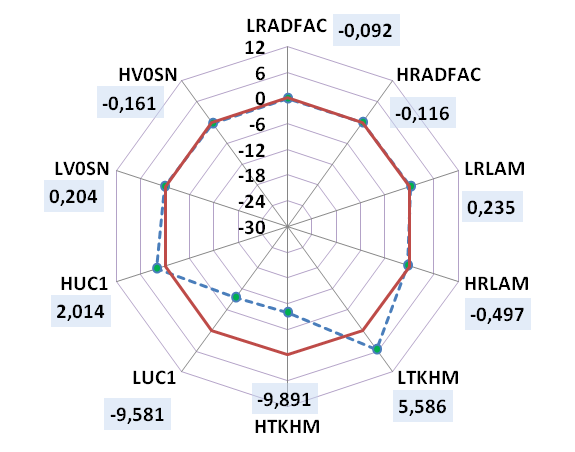 LRADFAC
-0,092
12
HV0SN
6
HRADFAC
-0,161
0
-0,116
-6
-12
LV0SN
LRLAM
-18
0,204
0,235
-24
-30
HUC1
HRLAM
2,014
-0,497
LUC1
LTKHM
-9,891
5,586
-9,581
HTKHM